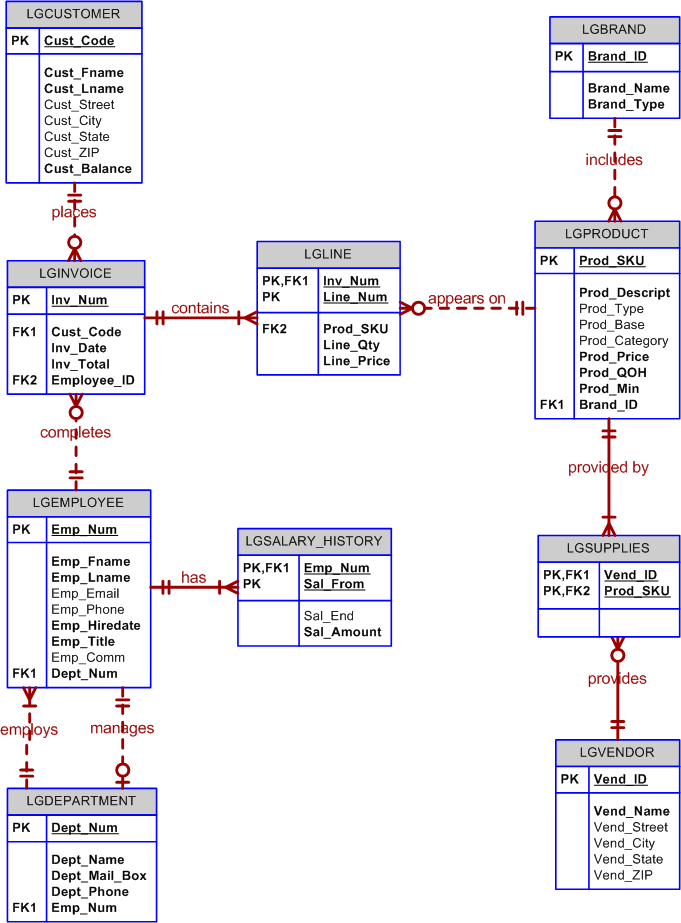 LGCUSTOMER
PK Cust_Code
Cust_Fname
Cust_Lname
Cust_Street
Cust_City
Cust_State
Cust_ZIP
Cust_Balance
places
LGINVOICE
PK Inv_Num
FK1 Cust_Code
Inv_Date
Inv_Total
FK2 Employee_ID
contains
LGLINE
PK,FK1 Inv_Num
PK Line_Num
FK2 Prod_SKU
Line_Qty
Line_Price
appears on
LGBRAND
PK Brand_ID
Brand_Name
Brand_Type
includes
LGPRODUCT
PK Prod_SKU
Prod_Descript
Prod_Type
Prod_Base
Prod_Category
Prod_Price
Prod_QOH
Prod_Min
FK1 Brand_ID
completes
LGEMPLOYEE
PK Emp_Num
Emp_Fname
Emp_Lname
Emp_Email
Emp_Phone
Emp_Hiredate
Emp_Title
Emp_Comm
FK1 Dept_Num
has
LGSALARY_HISTORY
PK,FK1 Emp_Num
PK Sal_From
Sal_End
Sal_Amount
provided by
LGSUPPLIES
PK,FK1 Vend_ID
PK,FK2 Prod_SKU
provides
employs
manages
LGDEPARTMENT
PK Dept_Num
Dept_Name
Dept_Mail_Box
Dept_Phone
FK1 Emp_Num
LGVENDOR
PK Vend_ID
Vend_Name
Vend_Street
Vend_City
Vend_State
Vend_ZIP